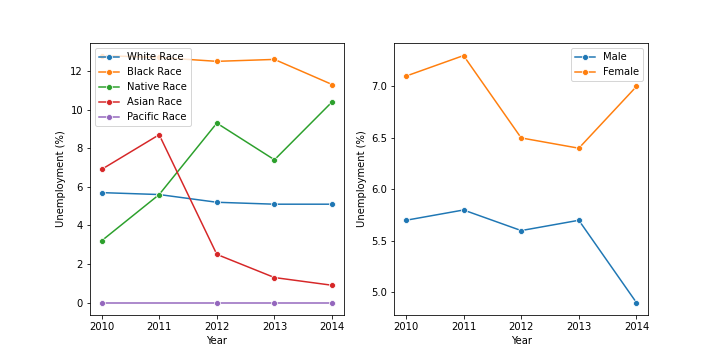 White Race
Black Race
Native Race
Asian Race
Pacific Race
12
10
8
6
4
2
0
Unemployment (%)
2010 2011 2012 2013 2014
Year
Male
Female
7.0
6.5
6.0
5.5
5.0
Unemployment (%)
2010 2011 2012 2013 2014
Year